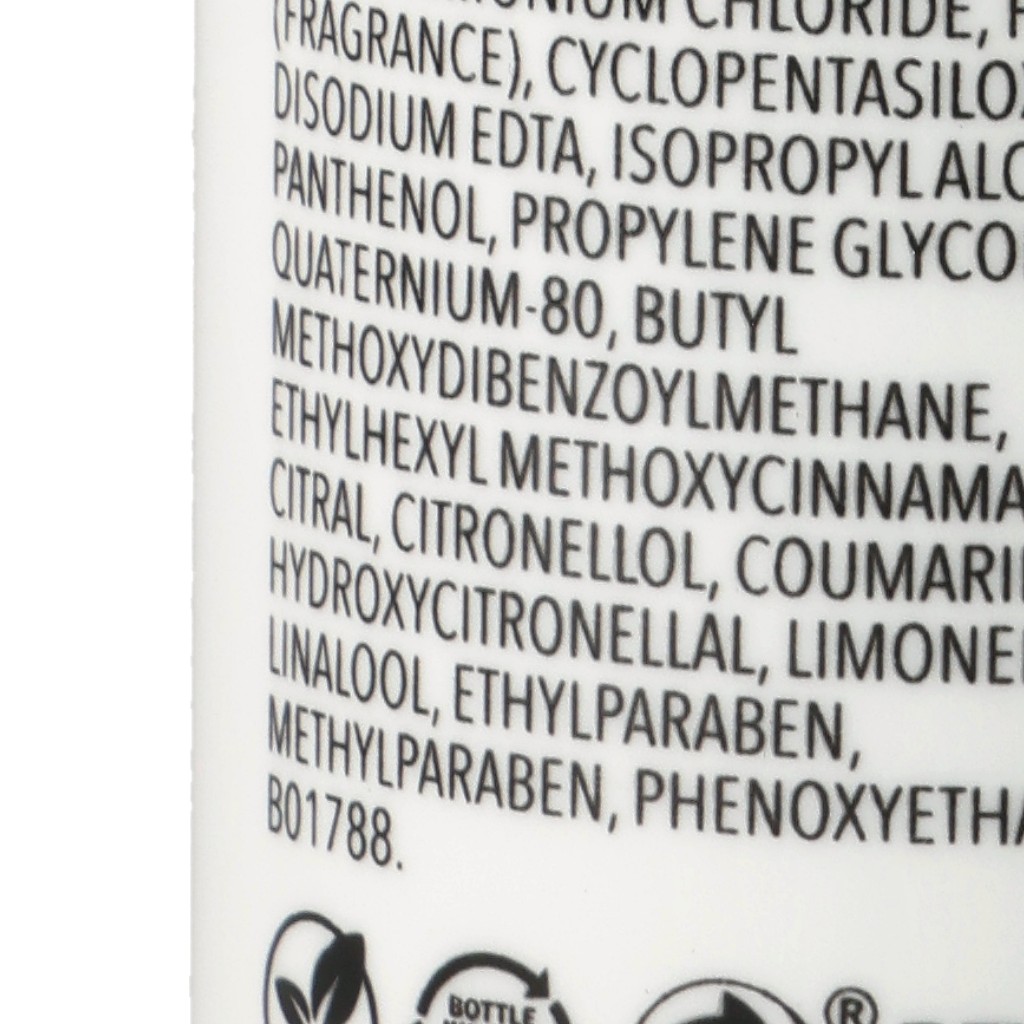 CHLORIDE,
(FRAGRANCE), CYCLOPENTASILO
DISODIUM EDTA, ISOPROPYL ALC
PANTHENOL, PROPYLENE GLYCO
QUATERNIUM-80, BUTYL
METHOXYDIBENZOYLMETHANE,
ETHYLHEXYL METHOXYCINNAMA
CITRAL, CITRONELLOL, COUMARI
HYDROXYCITRONELLAL, LIMONE
LINALOOL, ETHYLPARABEN,
METHYLPARABEN, PHENOXYETHA
B01788.
BOTTLE
®